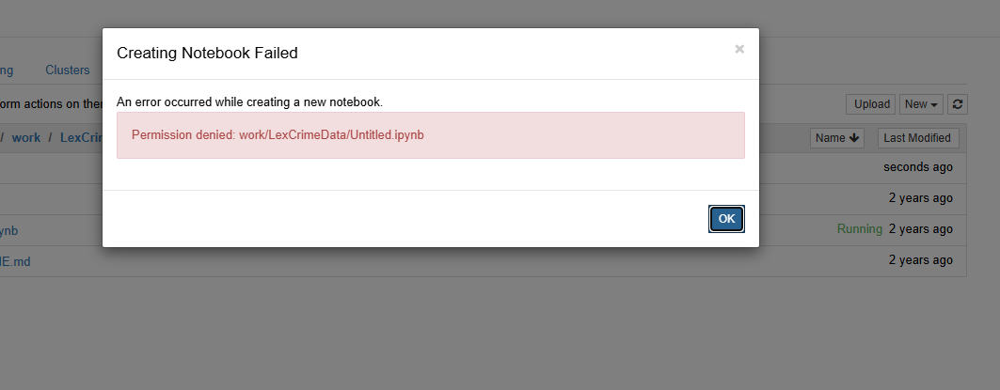 Creating Notebook Failed
×
ng Clusters
An error occurred while creating a new notebook.
orm actions on ther
Upload New
Permission denied: work/LexCrimeData/Untitled.ipynb
/ work / LexCrim
Name Last Modified
seconds ago
2 years ago
OK
ynb
Running 2 years ago
E.md
2 years ago